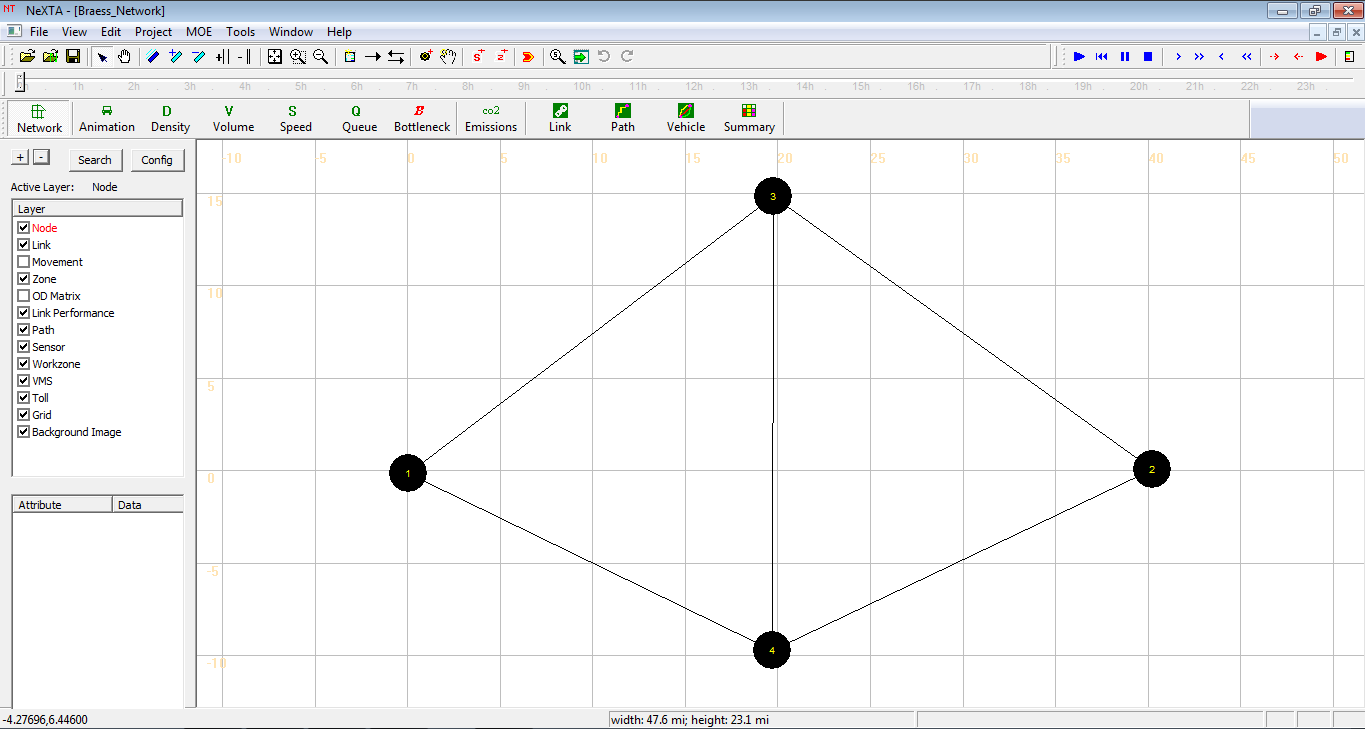 NT NeXTA - [Braess_Network]
File View Edit Project MOE Tools Window Help
1h 2h 3h 4h 5h 6h 7h 8h 9h 10h 11h 12h 13h 14h 15h 16h 17h 18h 19h 20h 21h 22h 23h
D V S Q B co2
Network Animation Density Volume Speed Queue Bottleneck Emissions Link Path Vehicle Summary
+ - Search Config
Active Layer: Node
Layer
Node
Link
Movement
Zone
OD Matrix
Link Performance
Path
Sensor
Workzone
VMS
Toll
Grid
Background Image
Attribute Data
-10 -5 0 5 10 15 20 25 30 35 40 45 50
15
10
5
0
-5
-10
3
1
2
4
-4.27696,6.44600
width: 47.6 mi; height: 23.1 mi